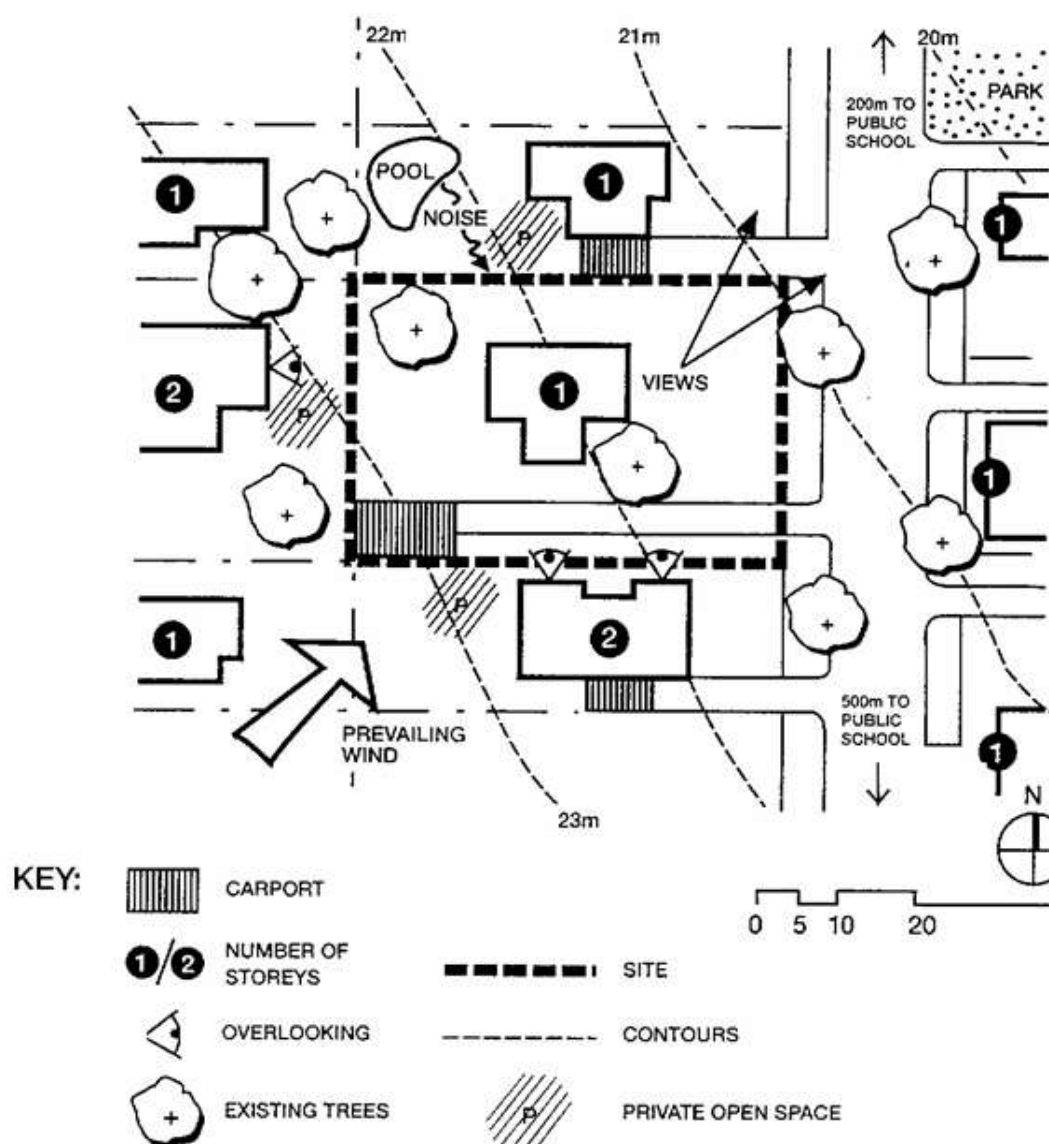 22m
21m
20m
PARK
200m TO
PUBLIC
SCHOOL
POOL
1
1
NOISE
P
1
VIEWS
2
P
1
1
P
2
1
PREVAILING
WIND
500m TO
PUBLIC
SCHOOL
1
23m
N
KEY:
CARPORT
0 5 10 20
1/2
NUMBER OF
STOREYS
SITE
OVERLOOKING
CONTOURS
EXISTING TREES
P
PRIVATE OPEN SPACE